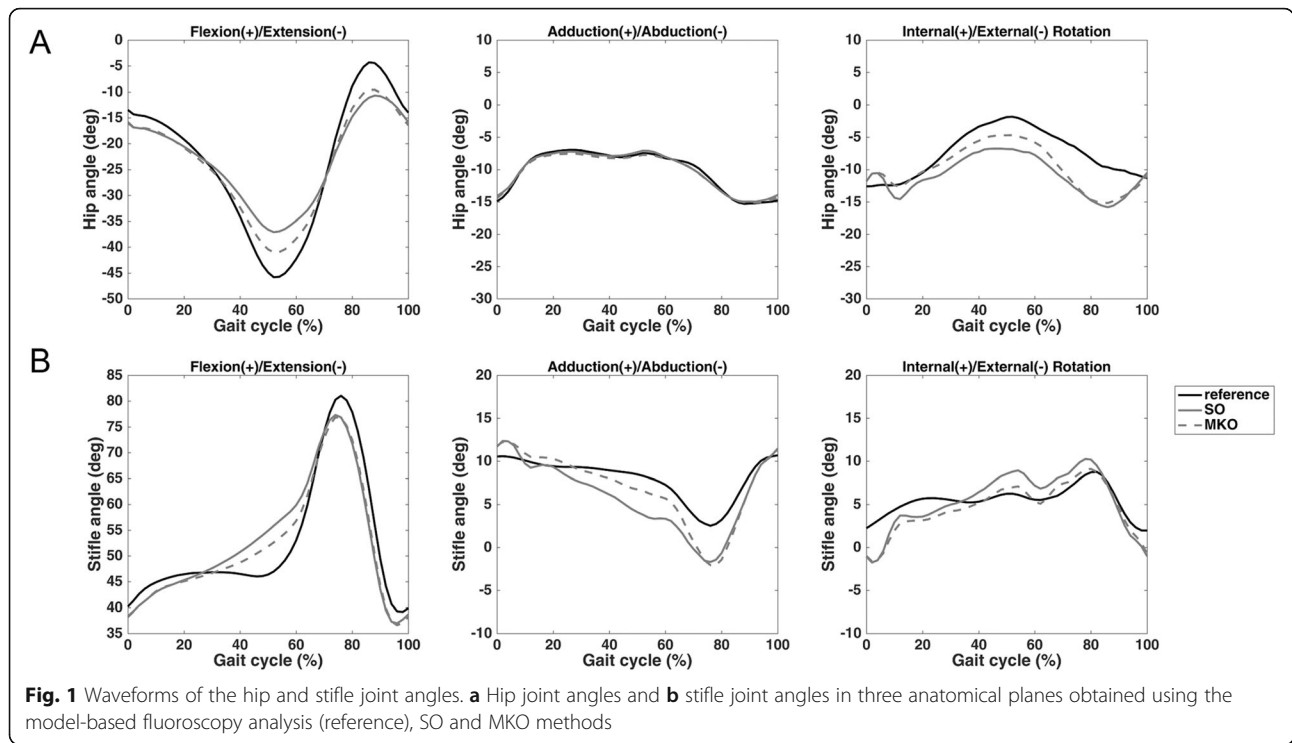 A
Flexion(+)/Extension(-)
Adduction(+)/Abduction(-)
Internal(+)/External(-) Rotation
Hip angle (deg)
0
-5
-10
-15
-20
-25
-30
-35
-40
-45
-50
0 20 40 60 80 100
Gait cycle (%)
Hip angle (deg)
10
5
0
-5
-10
-15
-20
-25
-30
0 20 40 60 80 100
Gait cycle (%)
Hip angle (deg)
10
5
0
-5
-10
-15
-20
-25
-30
0 20 40 60 80 100
Gait cycle (%)
B
Flexion(+)/Extension(-)
Adduction(+)/Abduction(-)
Internal(+)/External(-) Rotation
Stifle angle (deg)
85
80
75
70
65
60
55
50
45
40
35
0 20 40 60 80 100
Gait cycle (%)
Stifle angle (deg)
20
15
10
5
0
-5
-10
0 20 40 60 80 100
Gait cycle (%)
Stifle angle (deg)
20
15
10
5
0
-5
-10
0 20 40 60 80 100
Gait cycle (%)
reference
SO
MKO
Fig. 1 Waveforms of the hip and stifle joint angles. a Hip joint angles and b stifle joint angles in three anatomical planes obtained using the
model-based fluoroscopy analysis (reference), SO and MKO methods